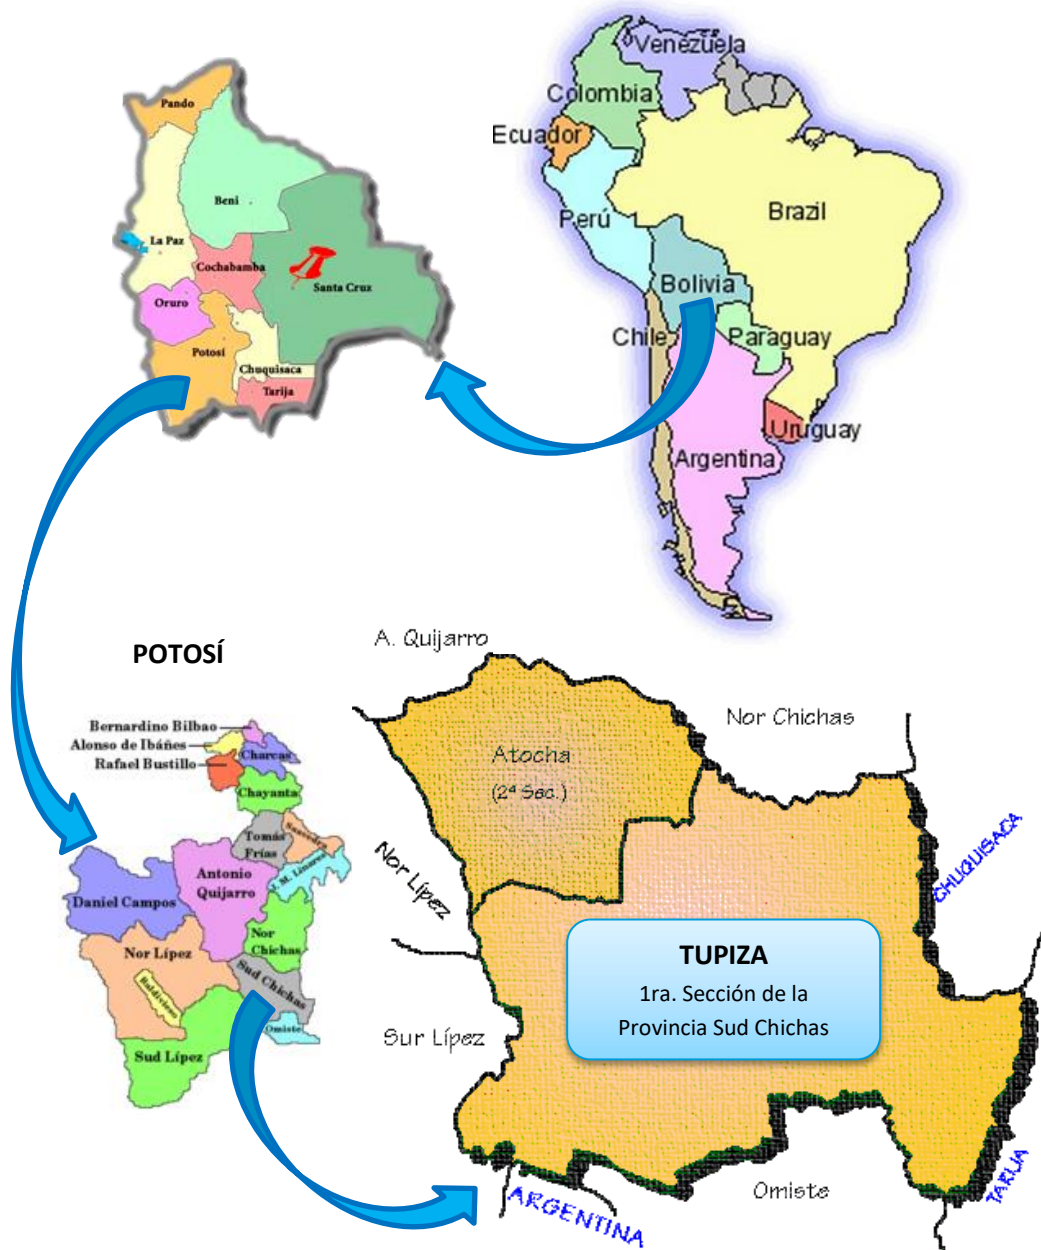 Venezuela
Colombia
Ecuador
Perú
Brazil
Bolivia
Chile
Paraguay
Uruguay
Argentina
Pando
Beni
La Paz
Cochabamba
Santa Cruz
Oruro
Potosí
Chuquisaca
Tarija
POTOSÍ
Bernardino Bilbao
Alonso de Ibáñes
Rafael Bustillo
Charcas
Chayanta
Tomás
Frías
Saavedra
J. M. Linares
Antonio
Quijarro
Daniel Campos
Nor
Chichas
Nor Lípez
Sud Chichas
Baldivieso
Omiste
Sud Lípez
A. Quijarro
Nor Chichas
Atocha
(2ª Sec.)
Nor Lípez
CHUQUISACA
TUPIZA
1ra. Sección de la
Provincia Sud Chichas
Sur Lípez
Omiste
TARIJA
ARGENTINA